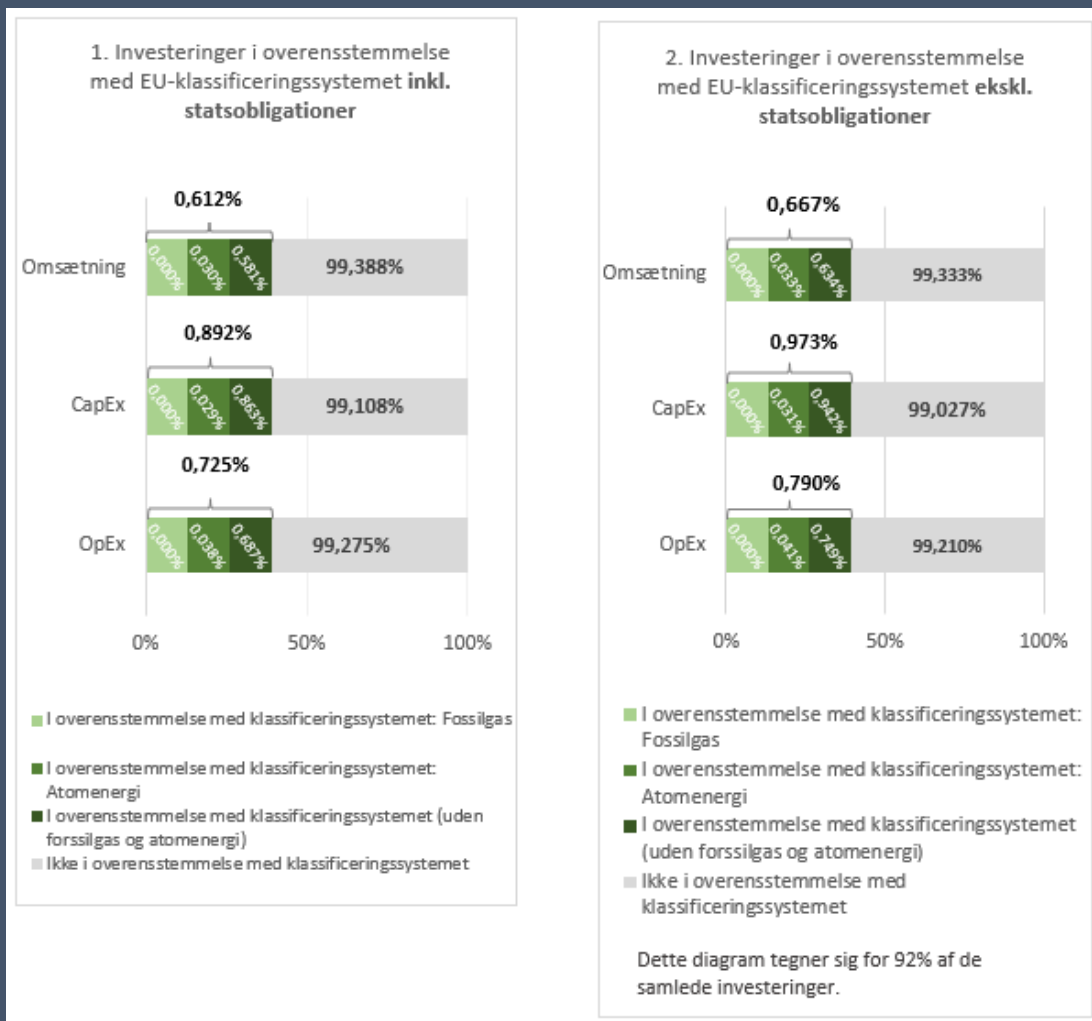 1. Investeringer i overensstemmelse
med EU-klassificeringssystemet inkl.
statsobligationer
0,612%
Omsætning
0,000%
0,030%
0,581%
99,388%
0,892%
CapEx
0,000%
0,029%
0,863%
99,108%
0,725%
OpEx
0,000%
0,038%
0,687%
99,275%
0%
50%
100%
I overensstemmelse med klassificeringssystemet: Fossilgas
I overensstemmelse med klassificeringssystemet:
Atomenergi
I overensstemmelse med klassificeringssystemet (uden
forssilgas og atomenergi)
Ikke i overensstemmelse med klassificeringssystemet
2. Investeringer i overensstemmelse
med EU-klassificeringssystemet ekskl.
statsobligationer
0,667%
Omsætning
0,000%
0,033%
0,634%
99,333%
0,973%
CapEx
0,000%
0,031%
0,942%
99,027%
0,790%
OpEx
0,000%
0,041%
0,749%
99,210%
0%
50%
100%
I overensstemmelse med klassificeringssystemet:
Fossilgas
I overensstemmelse med klassificeringssystemet:
Atomenergi
I overensstemmelse med klassificeringssystemet
(uden forssilgas og atomenergi)
Ikke i overensstemmelse med
klassificeringssystemet
Dette diagram tegner sig for 92% af de
samlede investeringer.